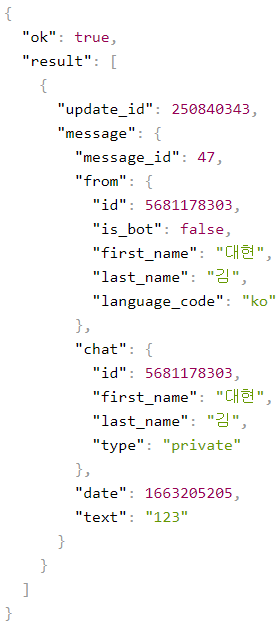 {
  "ok": true,
  "result": [
    {
      "update_id": 250840343,
      "message": {
        "message_id": 47,
        "from": {
          "id": 5681178303,
          "is_bot": false,
          "first_name": "대현",
          "last_name": "김",
          "language_code": "ko"
        },
        "chat": {
          "id": 5681178303,
          "first_name": "대현",
          "last_name": "김",
          "type": "private"
        },
        "date": 1663205205,
        "text": "123"
      }
    }
  ]
}